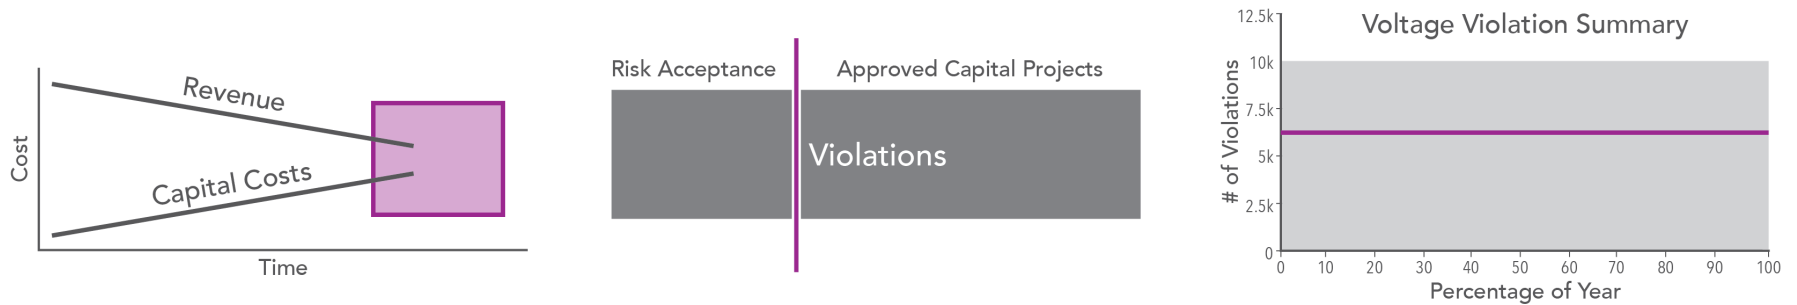 Cost
Revenue
Capital Costs
Time
Risk Acceptance
Approved Capital Projects
Violations
Voltage Violation Summary
# of Violations
12.5k
10k
7.5k
5k
2.5k
0
0 10 20 30 40 50 60 70 80 90 100
Percentage of Year